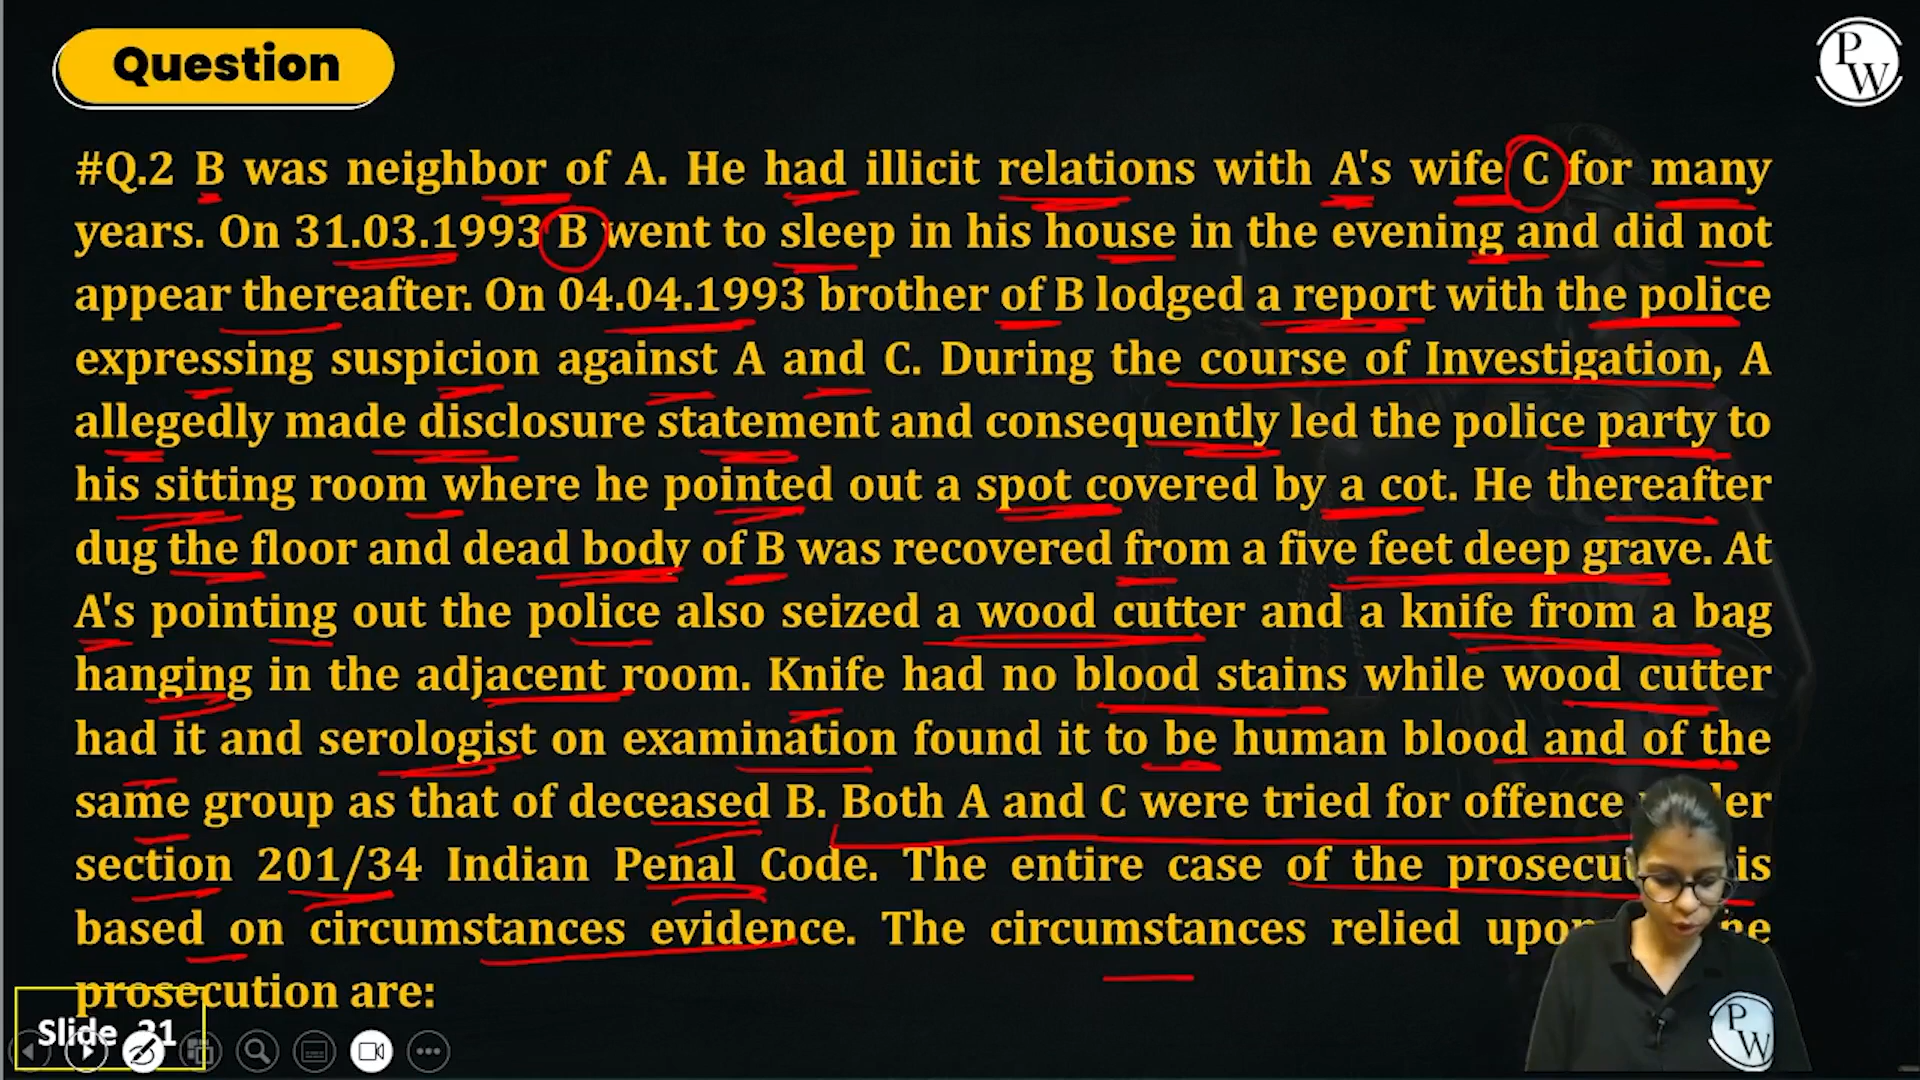 Question
P
W
#Q.2 B was neighbor of A. He had illicit relations with A's wife C for many
years. On 31.03.1993 B went to sleep in his house in the evening and did not
appear thereafter. On 04.04.1993 brother of B lodged a report with the police
expressing suspicion against A and C. During the course of Investigation, A
allegedly made disclosure statement and consequently led the police party to
his sitting room where he pointed out a spot covered by a cot. He thereafter
dug the floor and dead body of B was recovered from a five feet deep grave. At
A's pointing out the police also seized a wood cutter and a knife from a bag
hanging in the adjacent room. Knife had no blood stains while wood cutter
had it and serologist on examination found it to be human blood and of the
same group as that of deceased B. Both A and C were tried for offence
section 201/34 Indian Penal Code. The entire case of the is
based on circumstances evidence. The circumstances relied
prosecution are:
Slide 21
P
W